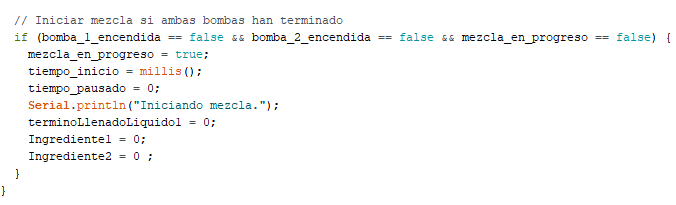 // Iniciar mezcla si ambas bombas han terminado
if (bomba_1_encendida == false && bomba_2_encendida == false && mezcla_en_progreso == false) {
mezcla_en_progreso = true;
tiempo_inicio = millis();
tiempo_pausado = 0;
Serial.println("Iniciando mezcla.");
terminoLlenadoLiquido1 = 0;
Ingrediente1 = 0;
Ingrediente2 = 0 ;
}
}